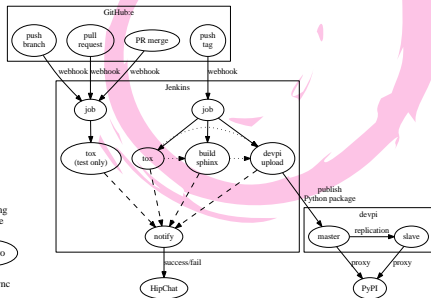 GitHub:e
push
branch
pull
request
PR merge
push
tag
webhook
webhook
webhook
webhook
Jenkins
job
job
tox
(test only)
tox
build
sphinx
devpi
upload
publish
Python package
devpi
notify
master
replication
slave
success/fail
proxy
proxy
HipChat
PyPI